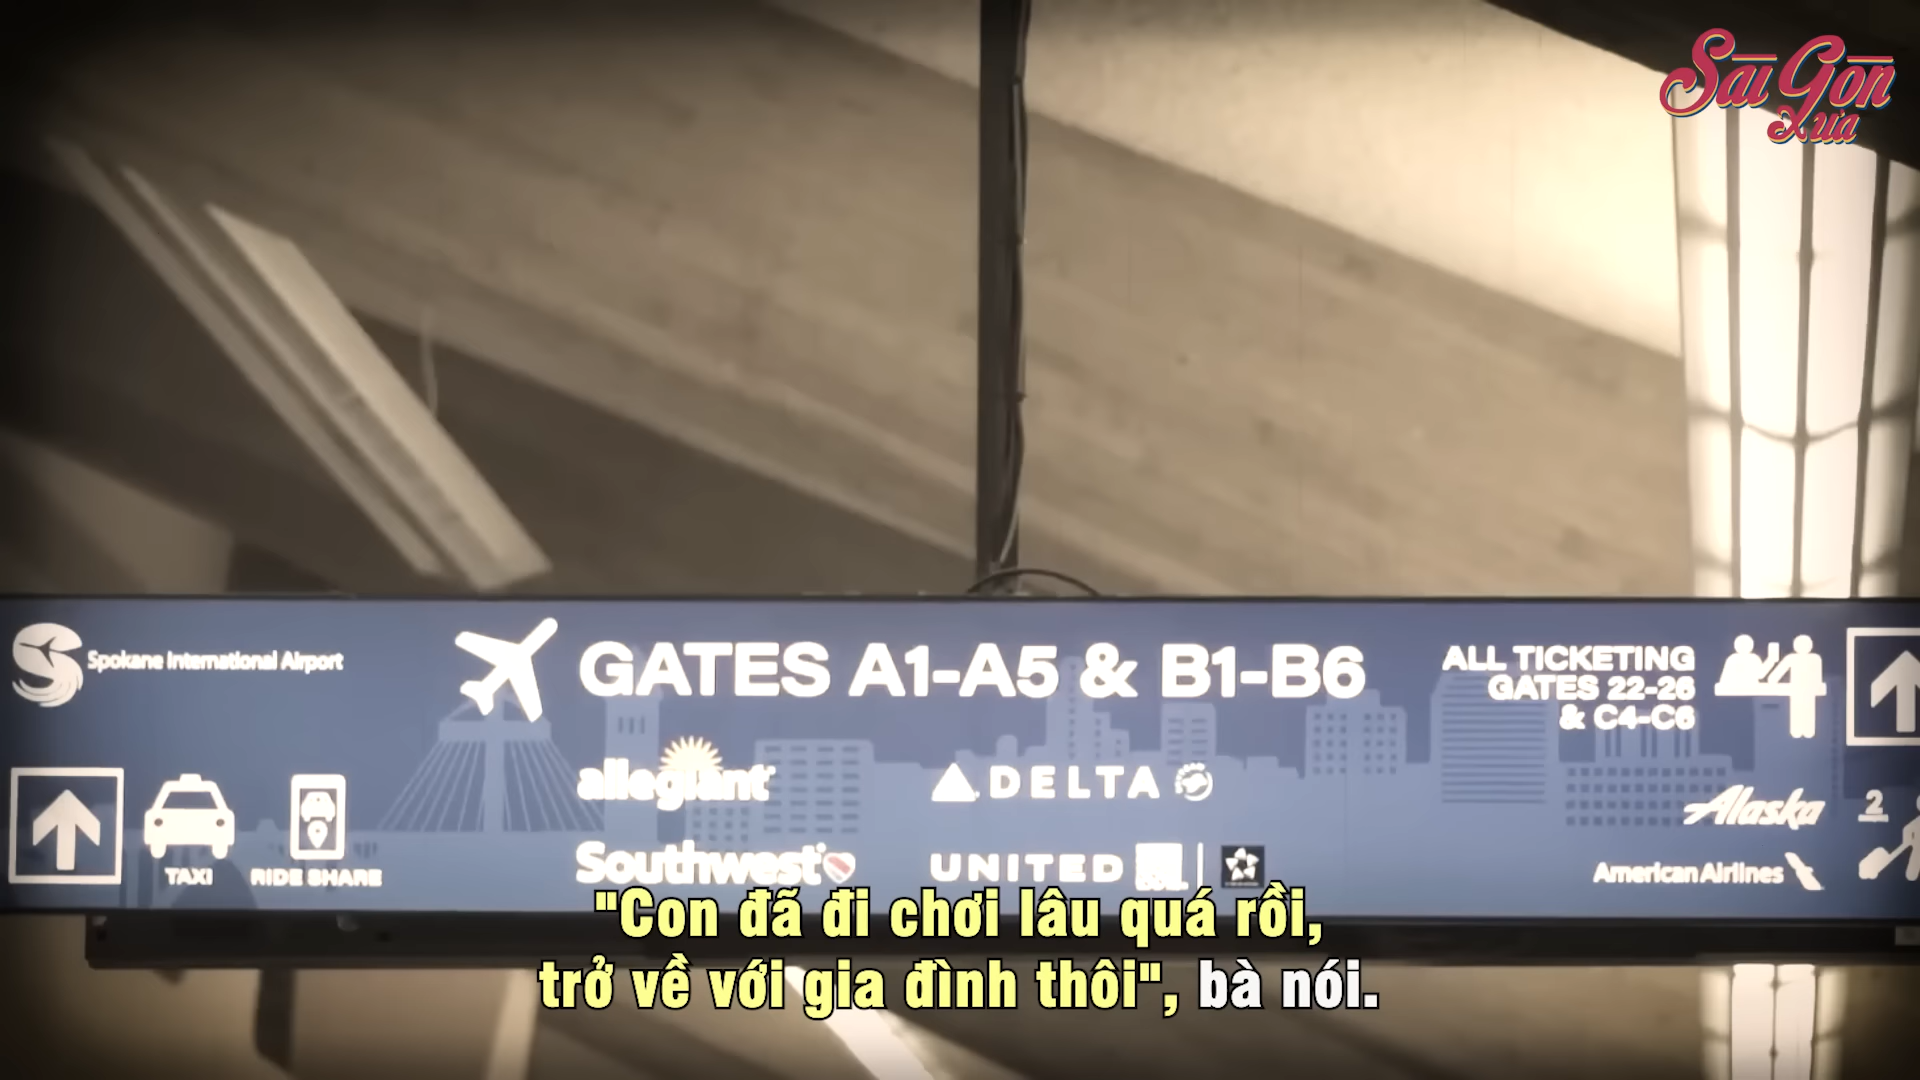 Sài Gòn
Xưa
Spokane International Airport
GATES A1-A5 & B1-B6
ALL TICKETING
GATES 22-26
& C4-C6
allegiant
DELTA
Alaska
2
Southwest
UNITED
American Airlines
TAXI
RIDE SHARE
"Con đã đi chơi lâu quá rồi,
trở về với gia đình thôi", bà nói.